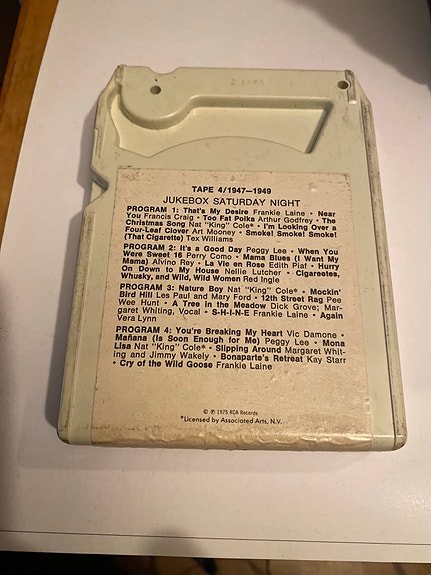 TAPE 4/1947—1949
JUKEBOX SATURDAY NIGHT
PROGRAM 1: That's My Desire Frankie Laine • Near
You Francis Craig • Too Fat Polka Arthur Godfrey • The
Christmas Song Nat "King" Cole* • I'm Looking Over a
Four-Leaf Clover Art Mooney • Smoke! Smoke! Smoke!
(That Cigarette) Tex Williams
PROGRAM 2: It's a Good Day Peggy Lee • When You
Were Sweet 16 Perry Como • Mama Blues (I Want My
Mama) Alvino Rey • La Vie en Rose Edith Piaf • Hurry
On Down to My House Nellie Lutcher • Cigareetes,
Whusky, and Wild, Wild Women Red Ingle
PROGRAM 3: Nature Boy Nat "King" Cole* • Mockin'
Bird Hill Les Paul and Mary Ford • 12th Street Rag Pee
Wee Hunt • A Tree in the Meadow Dick Grove; Mar-
garet Whiting, Vocal • S-H-I-N-E Frankie Laine • Again
Vera Lynn
PROGRAM 4: You're Breaking My Heart Vic Damone •
Mañana (Is Soon Enough for Me) Peggy Lee • Mona
Lisa Nat "King" Cole* • Slipping Around Margaret Whit-
ing and Jimmy Wakely • Bonaparte's Retreat Kay Starr
• Cry of the Wild Goose Frankie Laine
© ℗ 1975 RCA Records
*Licensed by Associated Arts, N.V.